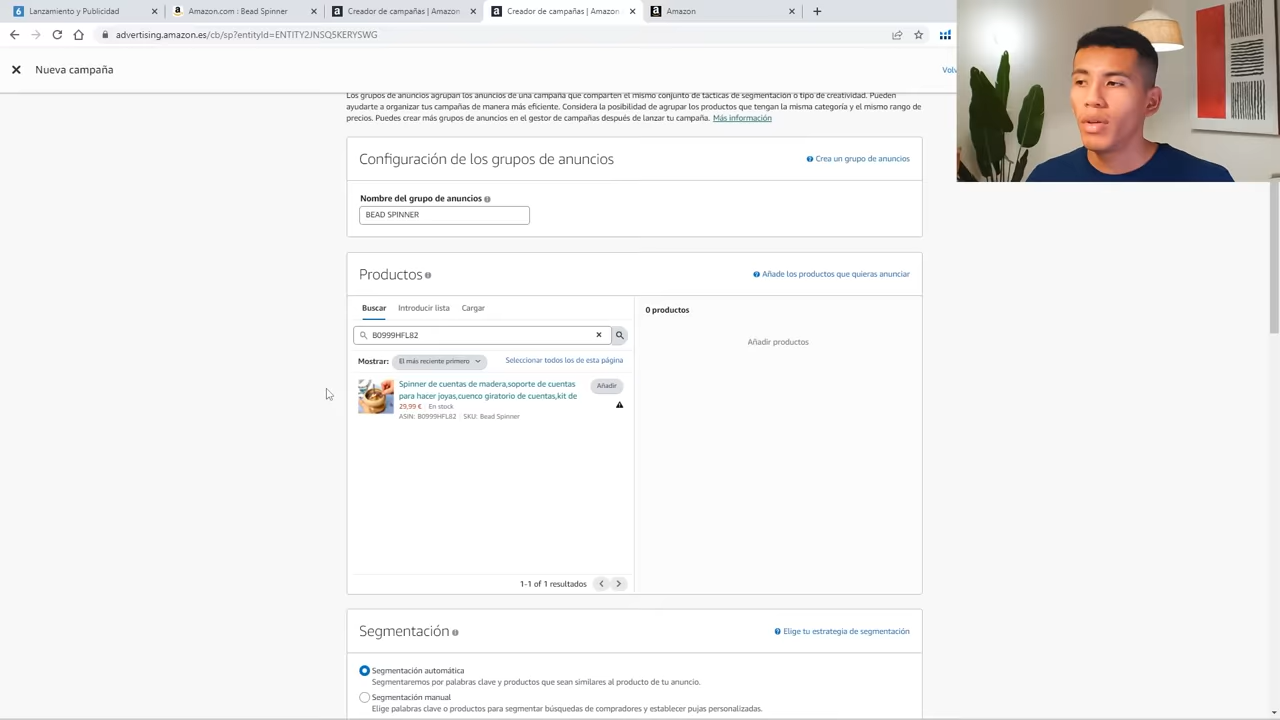 Lanzamiento y Publicidad
Amazon.com : Bead Spinner
Creador de campañas | Amazon
Creador de campañas | Amazon
Amazon
advertising.amazon.es/cb/sp?entityId=ENTITY2JNSQ5KERYSWG
Nueva campaña
Los grupos de anuncios agrupan los anuncios de una campaña que comparten el mismo conjunto de tácticas de segmentación o tipo de creatividad. Pueden
ayudarte a organizar tus campañas de manera más eficiente. Considera la posibilidad de agrupar los productos que tengan la misma categoría y el mismo rango de
precios. Puedes crear más grupos de anuncios en el gestor de campañas después de lanzar tu campaña. Más información
Configuración de los grupos de anuncios
Crea un grupo de anuncios
Nombre del grupo de anuncios
BEAD SPINNER
Productos
Añade los productos que quieras anunciar
Buscar Introducir lista Cargar
0 productos
B0999HFL82
Añadir productos
Mostrar: El más reciente primero Seleccionar todos los de esta página
Spinner de cuentas de madera,soporte de cuentas
Añadir
para hacer joyas,cuenco giratorio de cuentas,kit de
29,99 € En stock
ASIN: B0999HFL82 SKU: Bead Spinner
1-1 of 1 resultados
Segmentación
Elige tu estrategia de segmentación
Segmentación automática
Segmentaremos por palabras clave y productos que sean similares al producto de tu anuncio.
Segmentación manual
Elige palabras clave o productos para segmentar búsquedas de compradores y establecer pujas personalizadas.